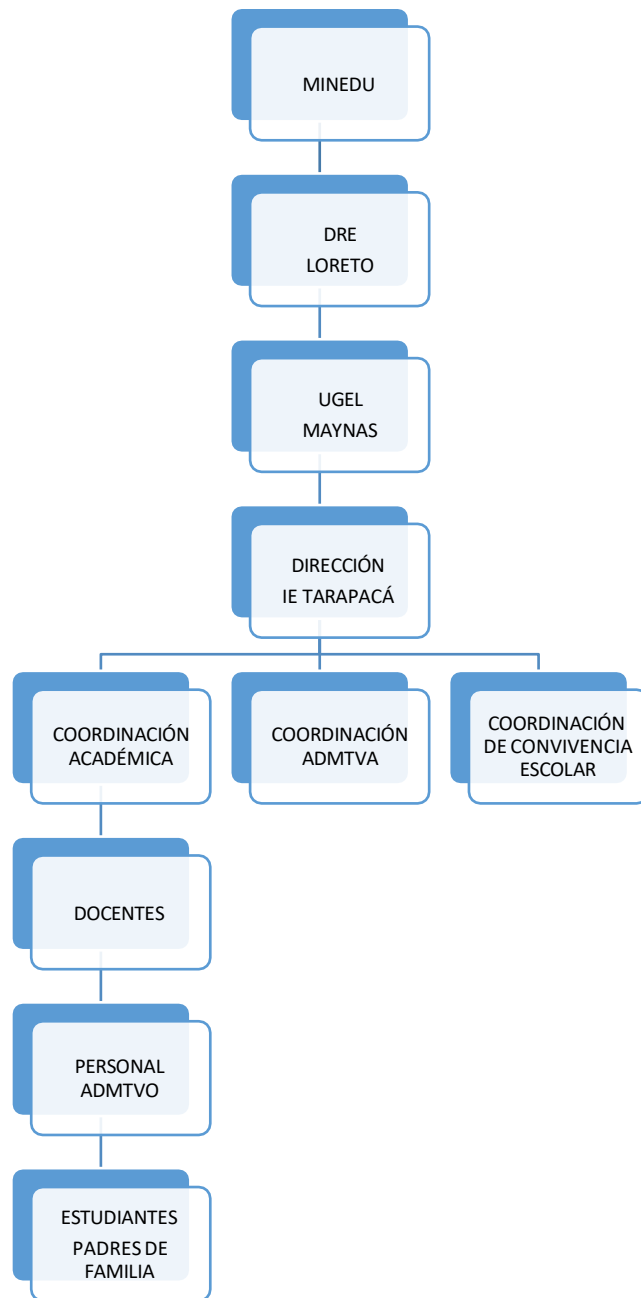 MINEDU
DRE
LORETO
UGEL
MAYNAS
DIRECCIÓN
IE TARAPACÁ
COORDINACIÓN
ACADÉMICA
COORDINACIÓN
ADMTVA
COORDINACIÓN
DE CONVIVENCIA
ESCOLAR
DOCENTES
PERSONAL
ADMTVO
ESTUDIANTES
PADRES DE
FAMILIA